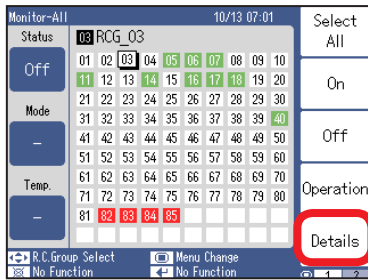 Monitor-All 10/13 07:01
Select
All
Status
03 RCG_03
Off
01 02 03 04 05 06 07 08 09 10
11 12 13 14 15 16 17 18 19 20
On
21 22 23 24 25 26 27 28 29 30
Mode
31 32 33 34 35 36 37 38 39 40
–
41 42 43 44 45 46 47 48 49 50
Off
51 52 53 54 55 56 57 58 59 60
Temp.
61 62 63 64 65 66 67 68 69 70
Operation
71 72 73 74 75 76 77 78 79 80
–
81 82 83 84 85
Details
R.C.Group Select Menu Change
No Function No Function
1 2